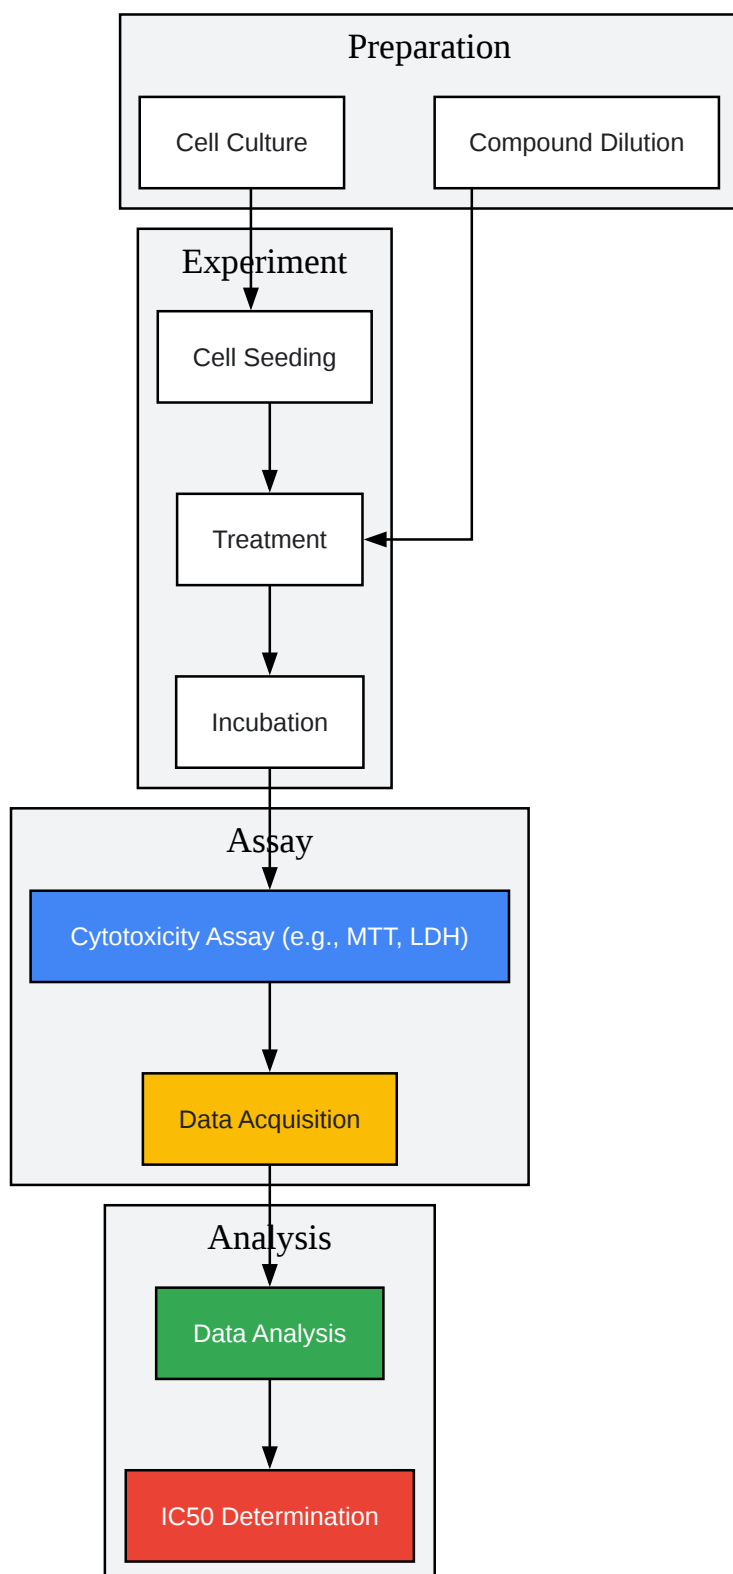 Preparation
Cell Culture
Compound Dilution
Experiment
Cell Seeding
Treatment
Incubation
Assay
Cytotoxicity Assay (e.g., MTT, LDH)
Data Acquisition
Analysis
Data Analysis
IC50 Determination